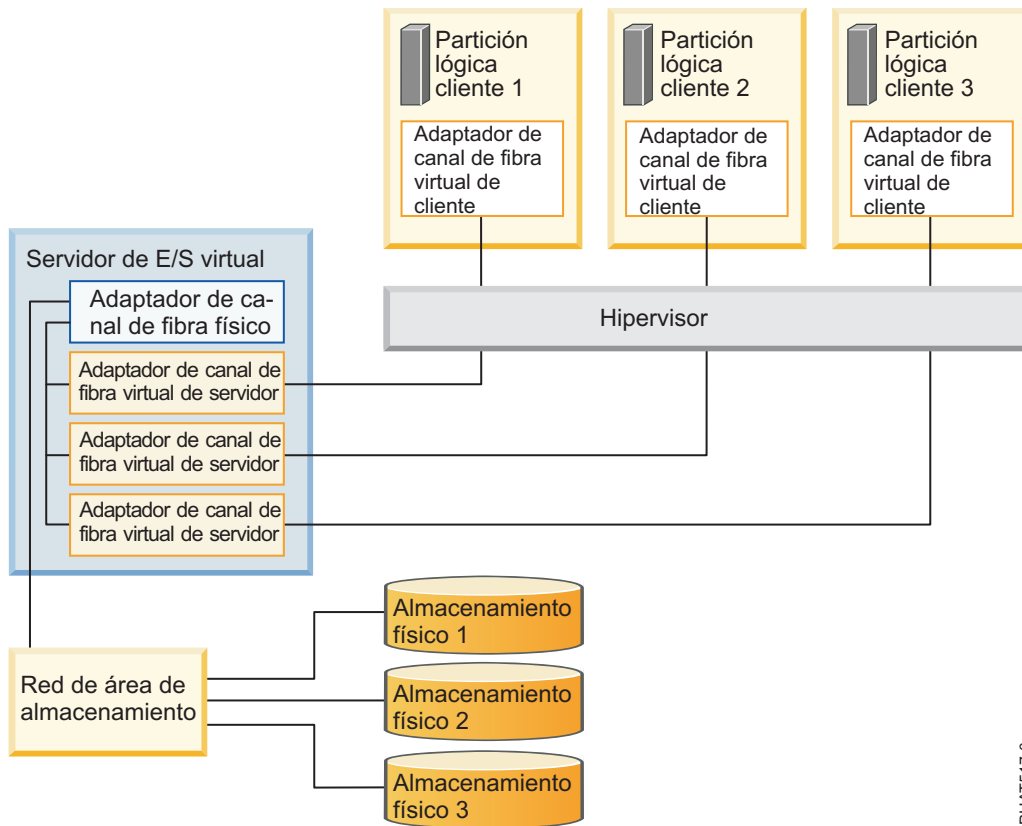 Partición
lógica
cliente 1
Adaptador de
canal de fibra
virtual de
cliente
Partición
lógica
cliente 2
Adaptador de
canal de fibra
virtual de
cliente
Partición
lógica
cliente 3
Adaptador de
canal de fibra
virtual de
cliente
Servidor de E/S virtual
Adaptador de ca-
nal de fibra físico
Adaptador de canal de
fibra virtual de servidor
Adaptador de canal de
fibra virtual de servidor
Adaptador de canal de
fibra virtual de servidor
Hipervisor
Red de área de
almacenamiento
Almacenamiento
físico 1
Almacenamiento
físico 2
Almacenamiento
físico 3